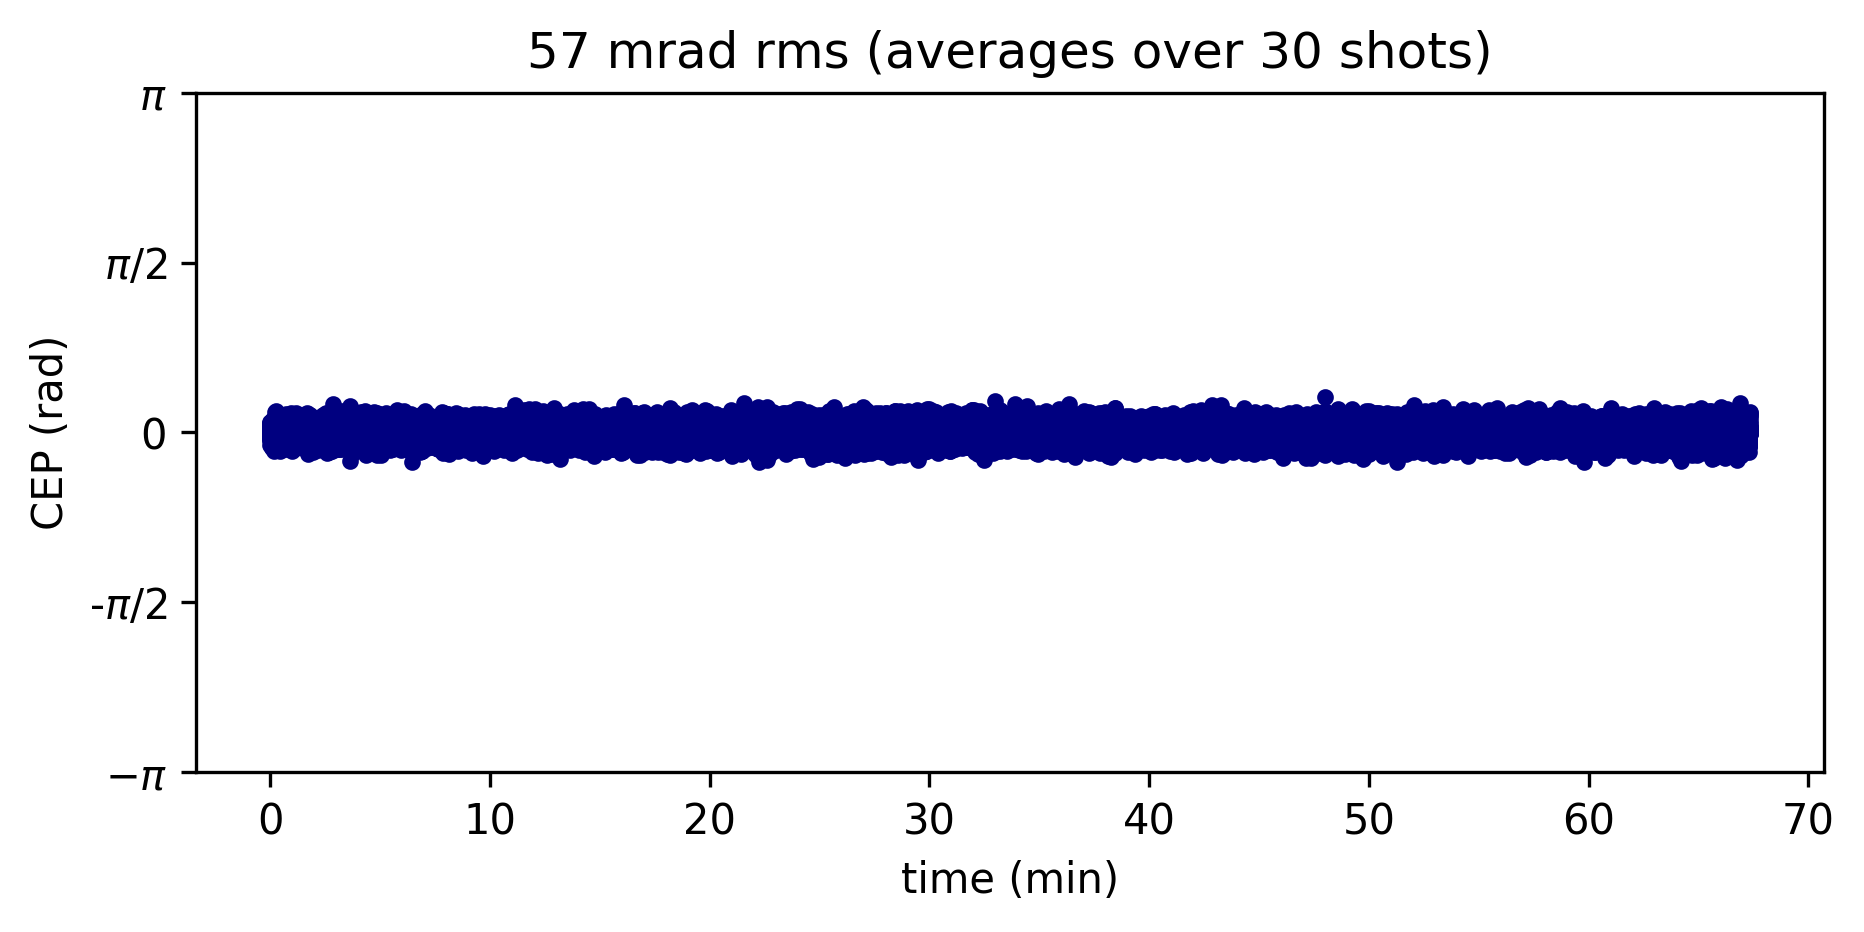 57 mrad rms (averages over 30 shots)
π
π/2
0
-π/2
−π
CEP (rad)
0 10 20 30 40 50 60 70
time (min)